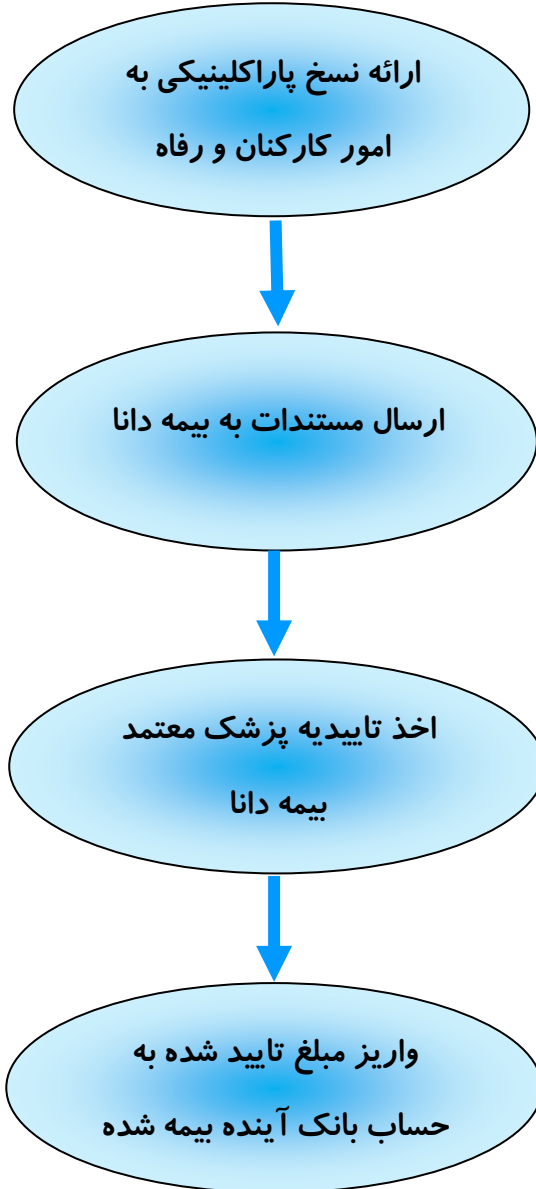 ارائه نسخ پاراکلینیکی به
امور کارکنان و رفاه
ارسال مستندات به بیمه دانا
اخذ تاییدیه پزشک معتمد
بیمه دانا
واریز مبلغ تایید شده به
حساب بانک آینده بیمه شده